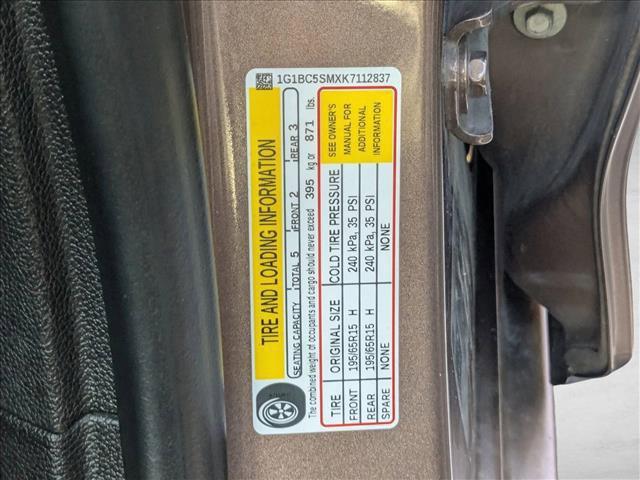 1G1BC5SMXK7112837
TIRE AND LOADING INFORMATION
SEATING CAPACITY TOTAL 5 FRONT 2 REAR 3
The combined weight of occupants and cargo should never exceed 395 kg or 871 lbs.
TIRE ORIGINAL SIZE COLD TIRE PRESSURE
FRONT 195/65R15 H 240 kPa, 35 PSI
REAR 195/65R15 H 240 kPa, 35 PSI
SPARE NONE NONE
SEE OWNER'S
MANUAL FOR
ADDITIONAL
INFORMATION